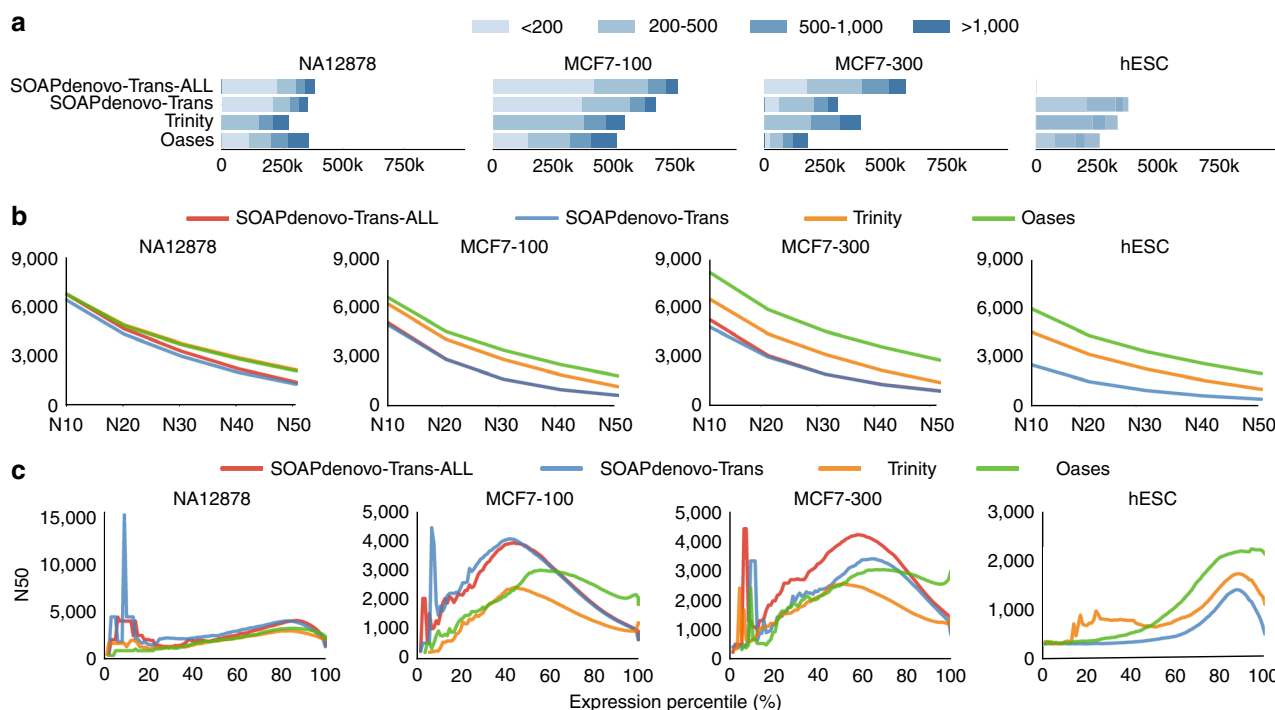 a
<200 200-500 500-1,000 >1,000
NA12878 MCF7-100 MCF7-300 hESC
SOAPdenovo-Trans-ALL
SOAPdenovo-Trans
Trinity
Oases
0 250k 500k 750k 0 250k 500k 750k 0 250k 500k 750k 0 250k 500k 750k
b
SOAPdenovo-Trans-ALL SOAPdenovo-Trans Trinity Oases
NA12878 MCF7-100 MCF7-300 hESC
9,000 9,000 9,000 9,000
6,000 6,000 6,000 6,000
3,000 3,000 3,000 3,000
0 0 0 0
N10 N20 N30 N40 N50 N10 N20 N30 N40 N50 N10 N20 N30 N40 N50 N10 N20 N30 N40 N50
c
SOAPdenovo-Trans-ALL SOAPdenovo-Trans Trinity Oases
NA12878 MCF7-100 MCF7-300 hESC
N50
15,000
10,000
5,000
0
5,000
4,000
3,000
2,000
1,000
0
5,000
4,000
3,000
2,000
1,000
0
3,000
2,000
1,000
0
0 20 40 60 80 100 0 20 40 60 80 100 0 20 40 60 80 100 0 20 40 60 80 100
Expression percentile (%)